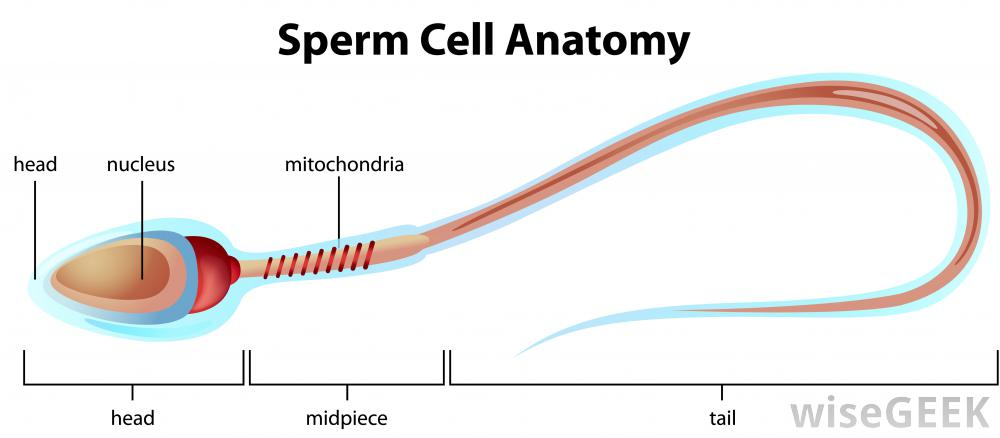 Sperm Cell Anatomy
head nucleus mitochondria
head midpiece tail
wiseGEEK